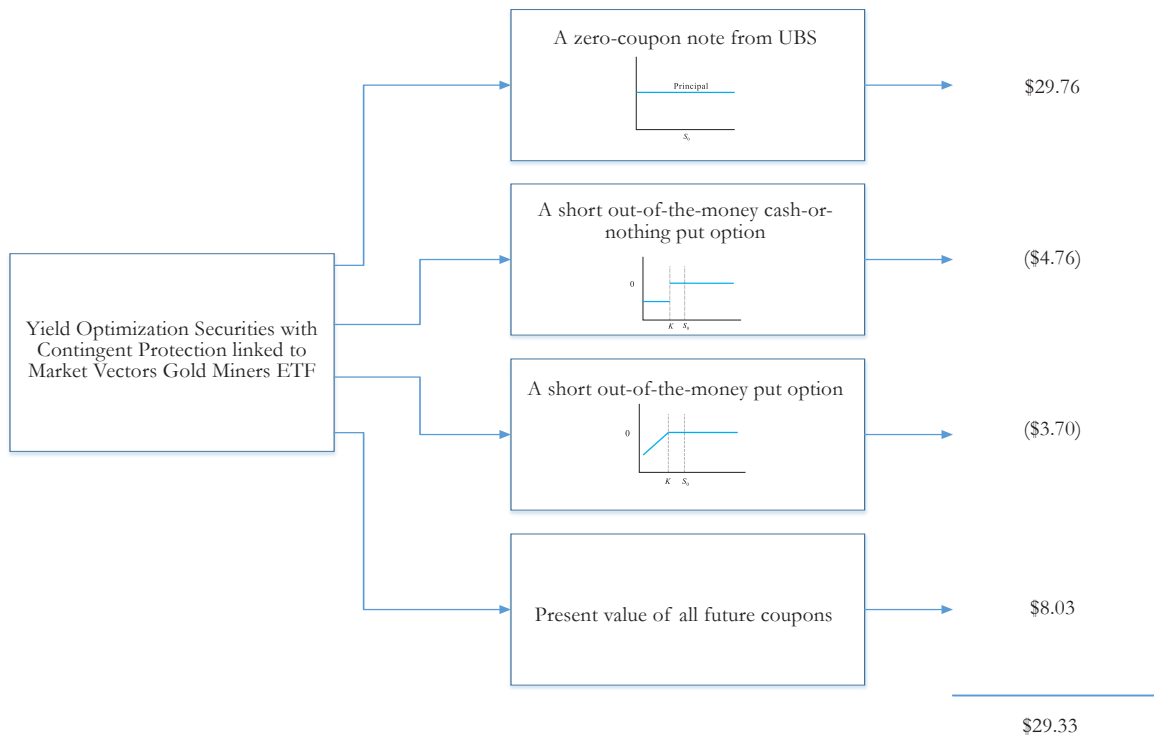 A zero-coupon note from UBS
Principal
S₀
$29.76
A short out-of-the-money cash-or-
nothing put option
0
K
S₀
($4.76)
Yield Optimization Securities with
Contingent Protection linked to
Market Vectors Gold Miners ETF
A short out-of-the-money put option
0
K
S₀
($3.70)
Present value of all future coupons
$8.03
$29.33